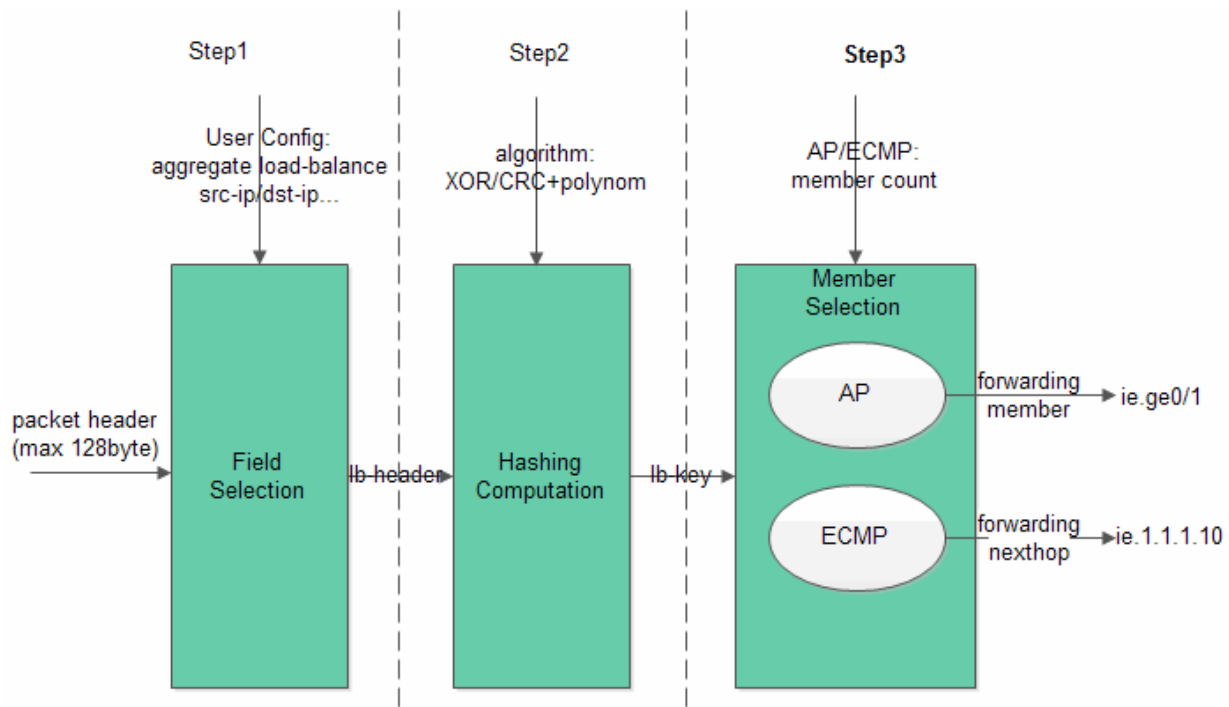 Step1
Step2
Step3
User Config:
aggregate load-balance
src-ip/dst-ip...
algorithm:
XOR/CRC+polynom
AP/ECMP:
member count
packet header
(max 128byte)
Field
Selection
lb-header
Hashing
Computation
lb-key
Member
Selection
AP
forwarding
member
ie.ge0/1
ECMP
forwarding
nexthop
ie.1.1.1.10